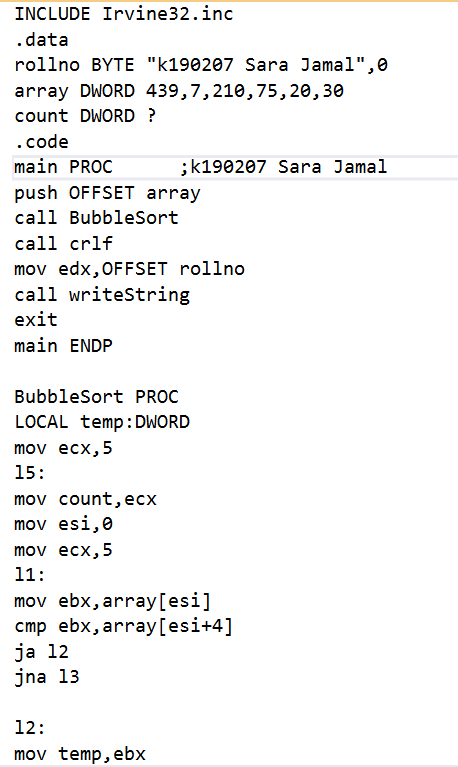 INCLUDE Irvine32.inc
.data
rollno BYTE "k190207 Sara Jamal",0
array DWORD 439,7,210,75,20,30
count DWORD ?
.code
main PROC      ;k190207 Sara Jamal
push OFFSET array
call BubbleSort
call crlf
mov edx,OFFSET rollno
call writeString
exit
main ENDP

BubbleSort PROC
LOCAL temp:DWORD
mov ecx,5
l5:
mov count,ecx
mov esi,0
mov ecx,5
l1:
mov ebx,array[esi]
cmp ebx,array[esi+4]
ja l2
jna l3

l2:
mov temp,ebx